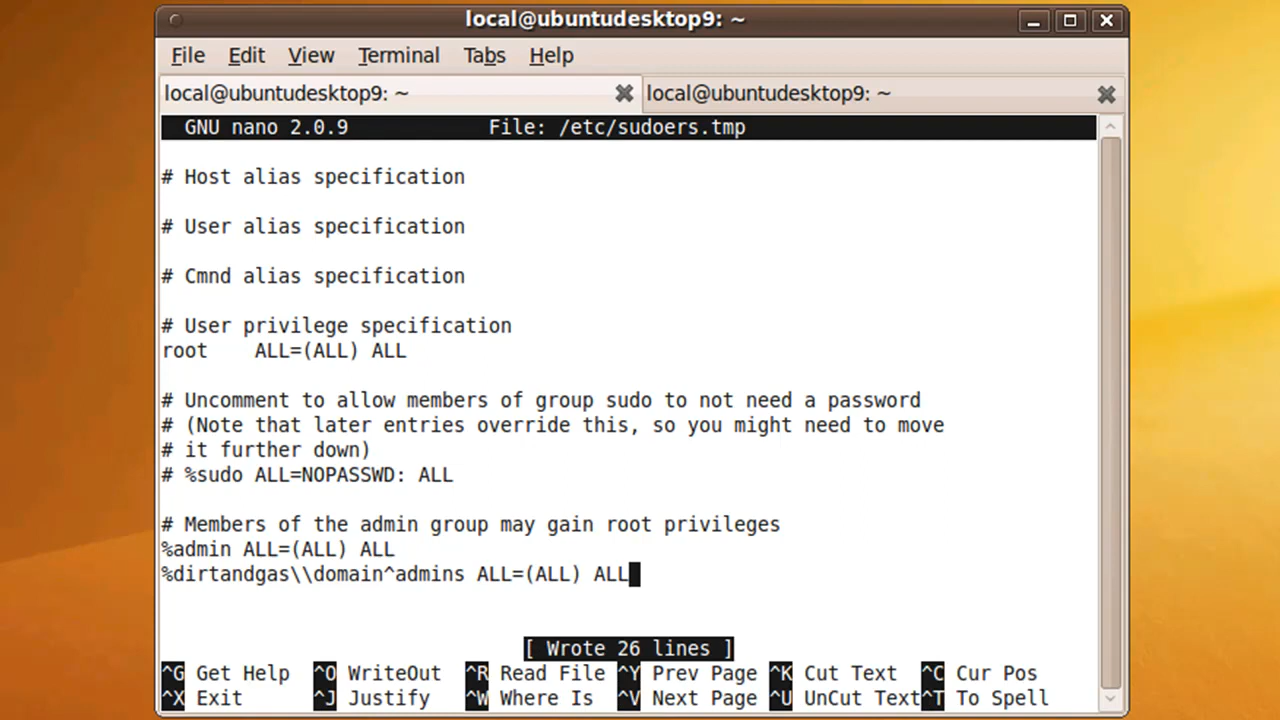 local@ubuntudesktop9: ~
File Edit View Terminal Tabs Help
local@ubuntudesktop9: ~ local@ubuntudesktop9: ~
GNU nano 2.0.9 File: /etc/sudoers.tmp
# Host alias specification
# User alias specification
# Cmnd alias specification
# User privilege specification
root ALL=(ALL) ALL
# Uncomment to allow members of group sudo to not need a password
# (Note that later entries override this, so you might need to move
# it further down)
# %sudo ALL=NOPASSWD: ALL
# Members of the admin group may gain root privileges
%admin ALL=(ALL) ALL
%dirtandgas\\domain^admins ALL=(ALL) ALL
[ Wrote 26 lines ]
^G Get Help ^O WriteOut ^R Read File ^Y Prev Page ^K Cut Text ^C Cur Pos
^X Exit ^J Justify ^W Where Is ^V Next Page ^U UnCut Text ^T To Spell